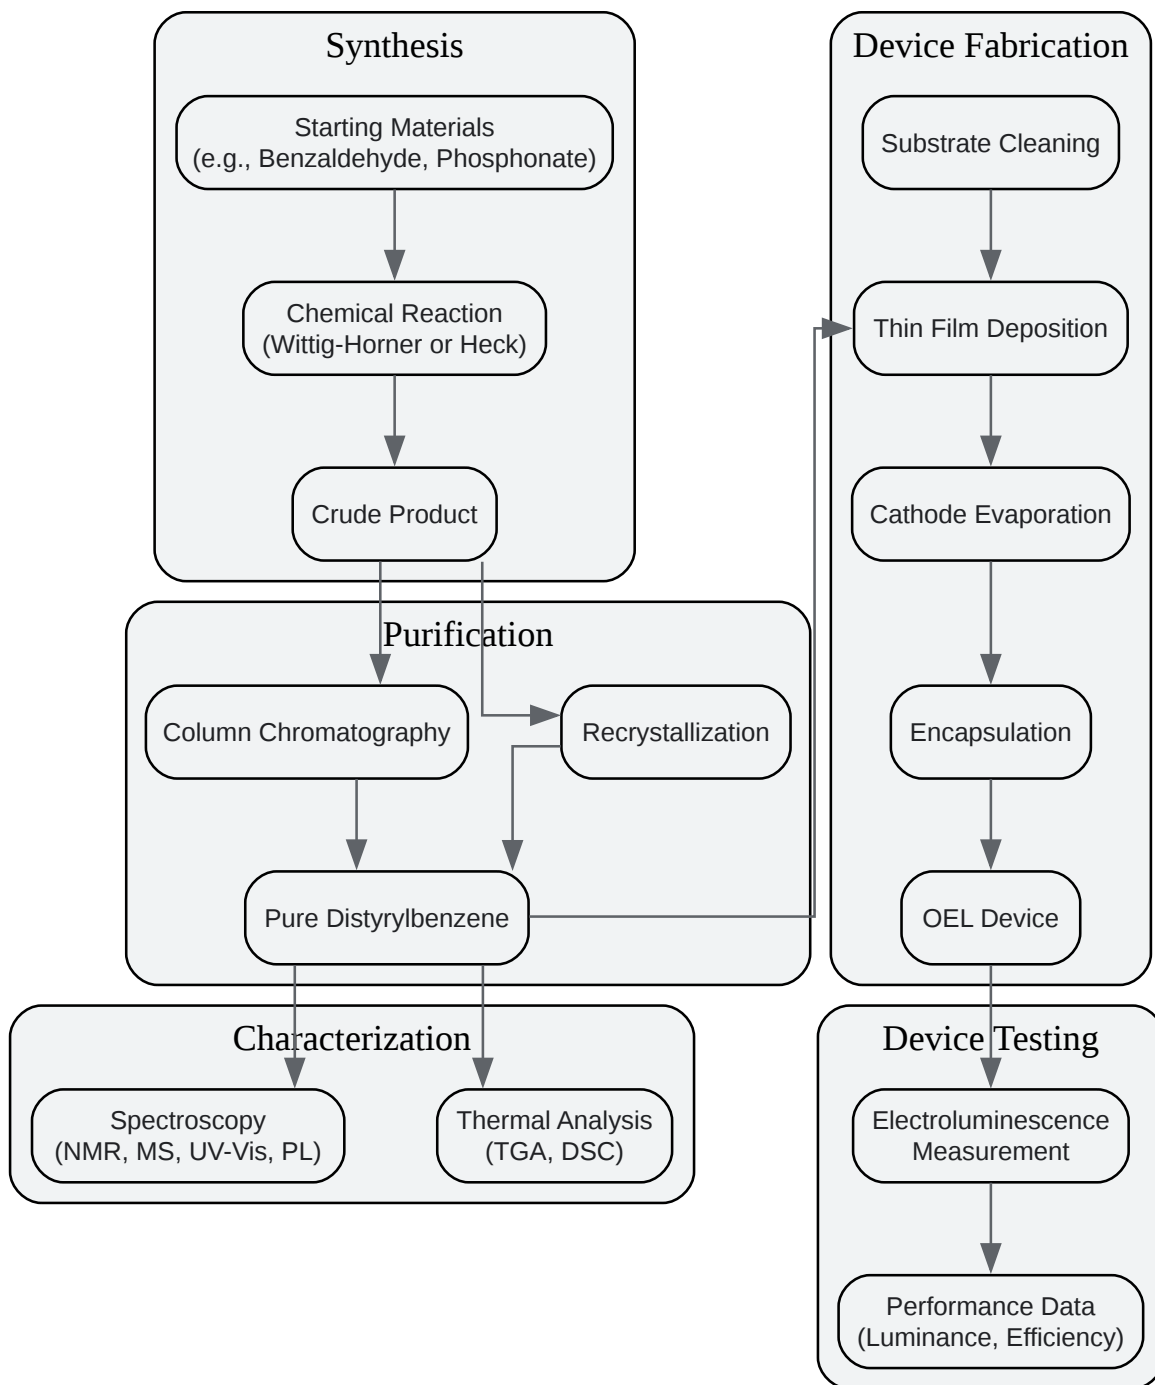 Synthesis
Starting Materials
(e.g., Benzaldehyde, Phosphonate)
Chemical Reaction
(Wittig-Horner or Heck)
Crude Product
Purification
Column Chromatography
Recrystallization
Pure Distyrylbenzene
Characterization
Spectroscopy
(NMR, MS, UV-Vis, PL)
Thermal Analysis
(TGA, DSC)
Device Fabrication
Substrate Cleaning
Thin Film Deposition
Cathode Evaporation
Encapsulation
OEL Device
Device Testing
Electroluminescence
Measurement
Performance Data
(Luminance, Efficiency)